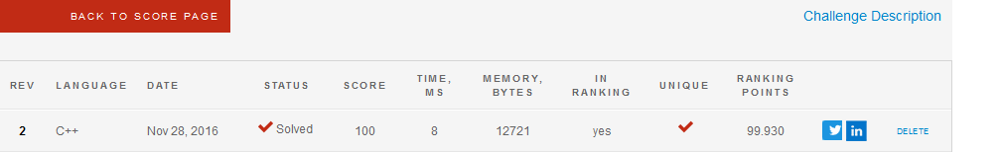 BACK TO SCORE PAGE
Challenge Description
REV LANGUAGE DATE STATUS SCORE TIME, MS MEMORY, BYTES IN RANKING UNIQUE RANKING POINTS
2 C++ Nov 28, 2016 Solved 100 8 12721 yes 99.930 in DELETE